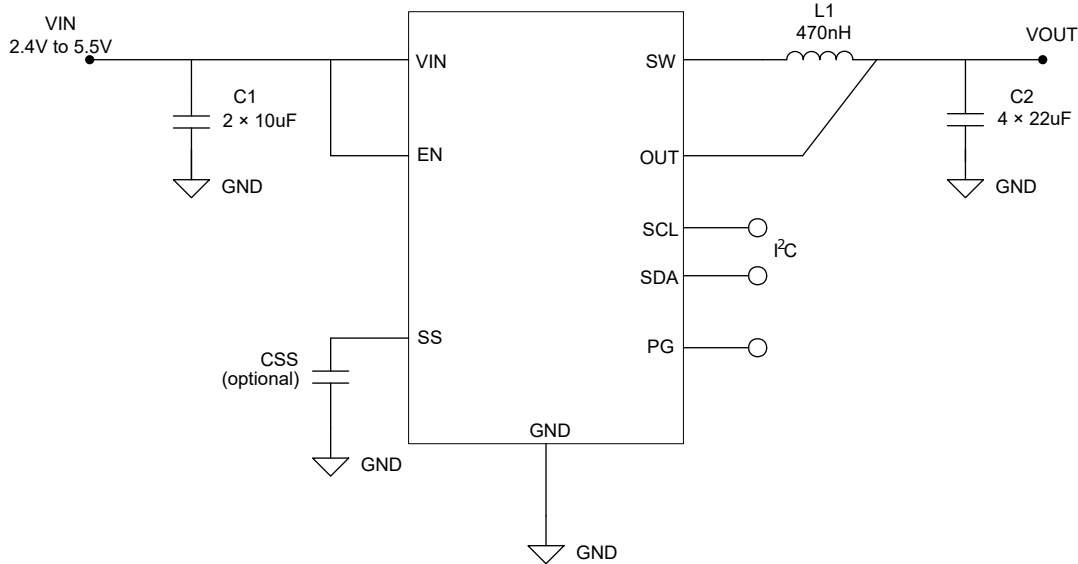 VIN
2.4V to 5.5V
C1
2 × 10uF
GND
VIN
EN
SS
CSS
(optional)
GND
GND
GND
SW
OUT
SCL
SDA
PG
I²C
L1
470nH
VOUT
C2
4 × 22uF
GND